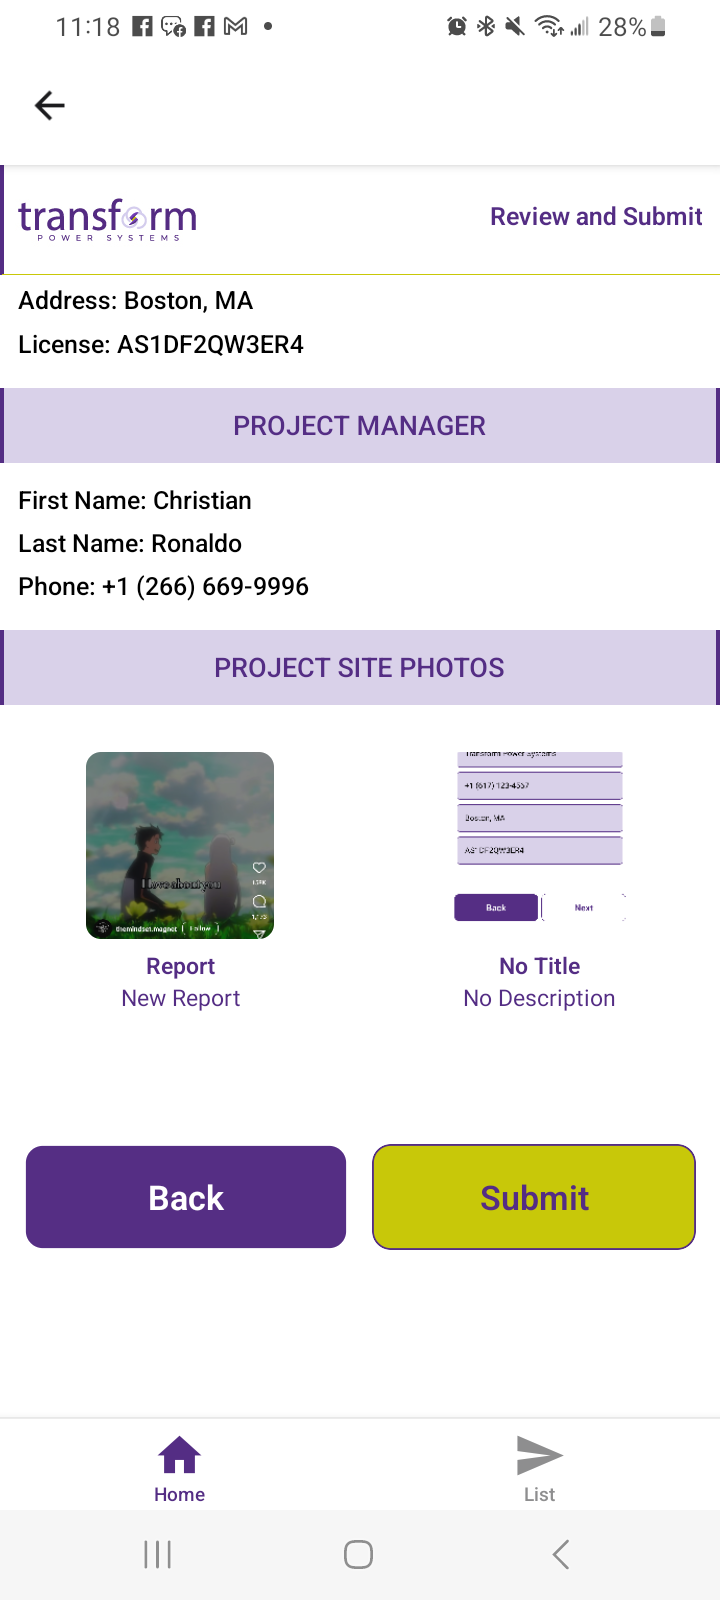 11:18
28%
transform
POWER SYSTEMS
Review and Submit
Address: Boston, MA
License: AS1DF2QW3ER4
PROJECT MANAGER
First Name: Christian
Last Name: Ronaldo
Phone: +1 (266) 669-9996
PROJECT SITE PHOTOS
I love about you
themindset.magnet
Follow
Transform Power Systems
+1 (617) 123-4567
Boston, MA
AS1DF2QW3ER4
Back
Next
Report
New Report
No Title
No Description
Back
Submit
Home
List